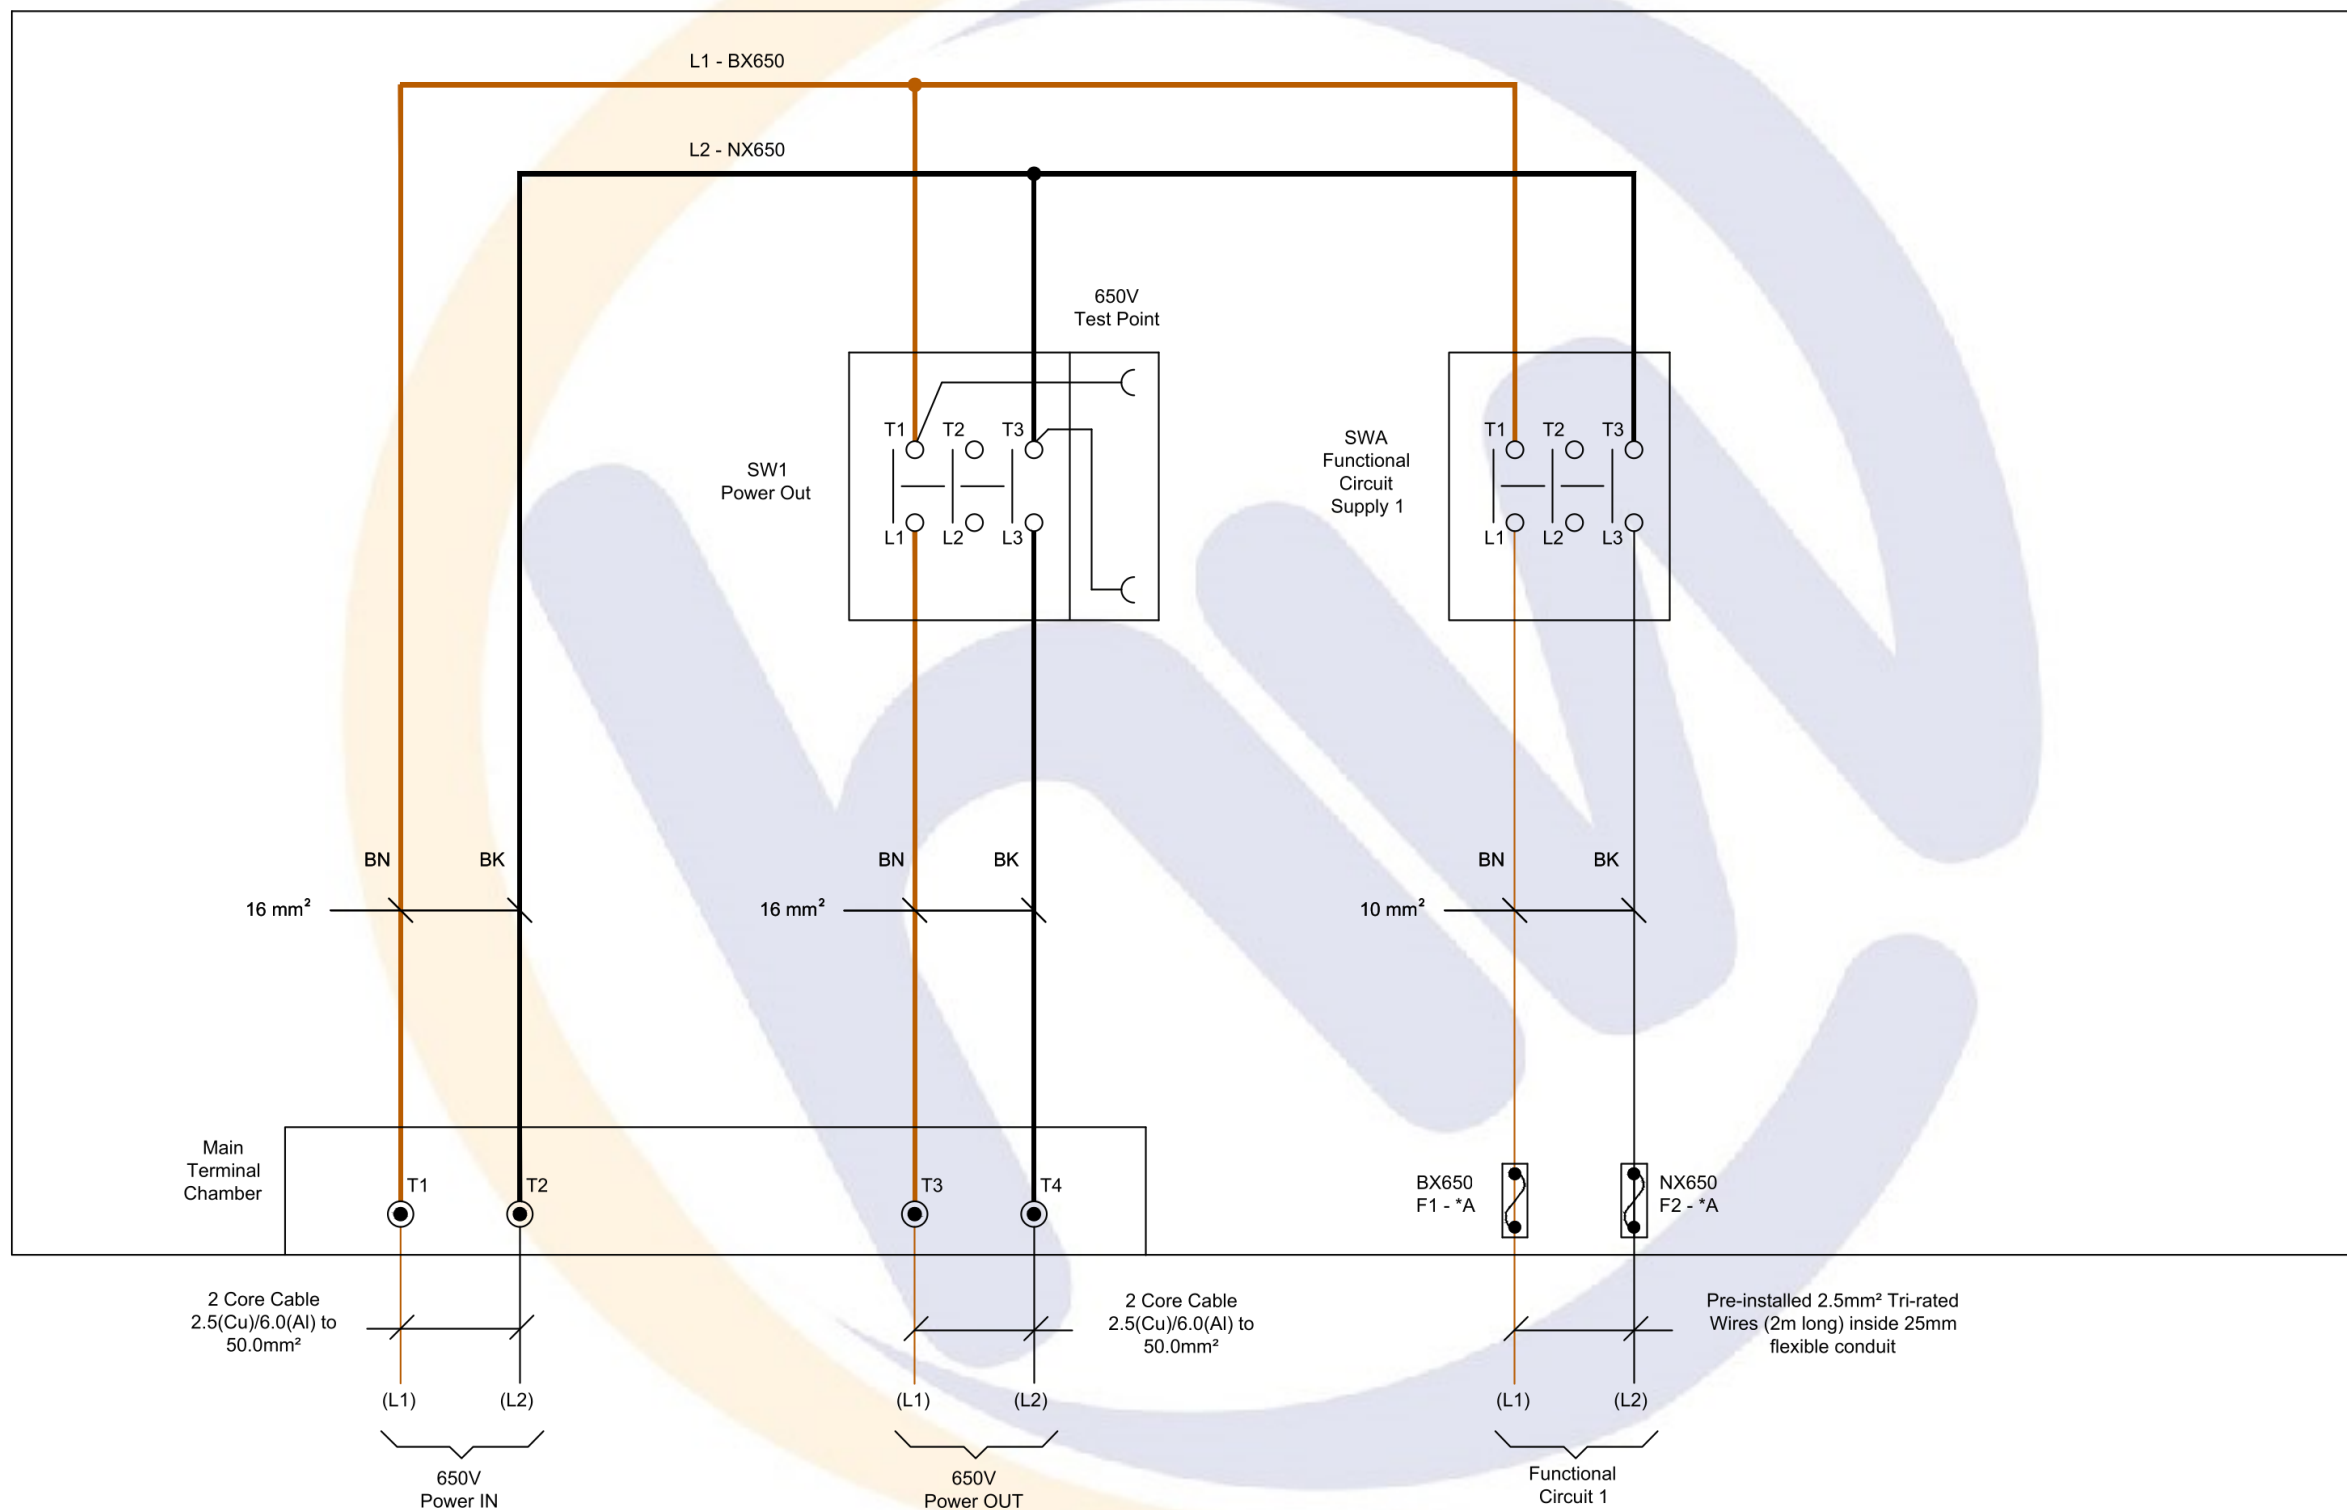 L1 - BX650
L2 - NX650
650V
Test Point
SW1
Power Out
T1 T2 T3
L1 L2 L3
SWA
Functional
Circuit
Supply 1
T1 T2 T3
L1 L2 L3
BN BK
16 mm²
BN BK
16 mm²
BN BK
10 mm²
Main
Terminal
Chamber
T1 T2 T3 T4
BX650
F1 - *A
NX650
F2 - *A
2 Core Cable
2.5(Cu)/6.0(Al) to
50.0mm²
2 Core Cable
2.5(Cu)/6.0(Al) to
50.0mm²
Pre-installed 2.5mm² Tri-rated
Wires (2m long) inside 25mm
flexible conduit
(L1) (L2)
(L1) (L2)
(L1) (L2)
650V
Power IN
650V
Power OUT
Functional
Circuit 1